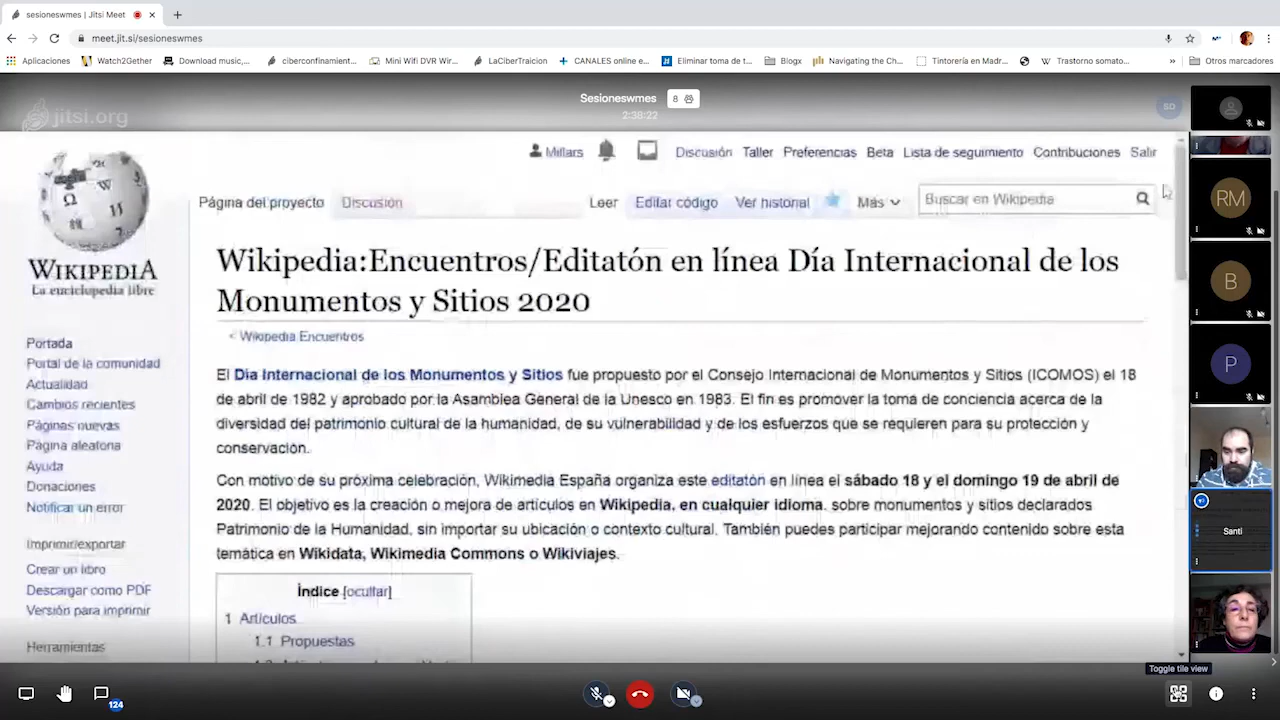 sesioneswmes | Jitsi Meet
meet.jit.si/sesioneswmes
Aplicaciones
Watch2Gether
Download music,...
ciberconfinamient...
Mini Wifi DVR Wir...
LaCiberTraicion
CANALES online e...
Eliminar toma de t...
Blogx
Navigating the Ch...
Tintorería en Madr...
Trastorno somato...
»
Otros marcadores
Sesioneswmes 8
2:38:22
jitsi.org
SD
Millars Discusión Taller Preferencias Beta Lista de seguimiento Contribuciones Salir
Página del proyecto Discusión Leer Editar código Ver historial Más Buscar en Wikipedia
WIKIPEDIA
La enciclopedia libre
Wikipedia:Encuentros/Editatón en línea Día Internacional de los
Monumentos y Sitios 2020
< Wikipedia Encuentros
El Día Internacional de los Monumentos y Sitios fue propuesto por el Consejo Internacional de Monumentos y Sitios (ICOMOS) el 18
de abril de 1982 y aprobado por la Asamblea General de la Unesco en 1983. El fin es promover la toma de conciencia acerca de la
diversidad del patrimonio cultural de la humanidad, de su vulnerabilidad y de los esfuerzos que se requieren para su protección y
conservación.
Con motivo de su próxima celebración, Wikimedia España organiza este editatón en línea el sábado 18 y el domingo 19 de abril de
2020. El objetivo es la creación o mejora de artículos en Wikipedia, en cualquier idioma, sobre monumentos y sitios declarados
Patrimonio de la Humanidad, sin importar su ubicación o contexto cultural. También puedes participar mejorando contenido sobre esta
temática en Wikidata, Wikimedia Commons o Wikiviajes.
Índice [ocultar]
1 Artículos
1.1 Propuestas
Portada
Portal de la comunidad
Actualidad
Cambios recientes
Páginas nuevas
Página aleatoria
Ayuda
Donaciones
Notificar un error
Imprimir/exportar
Crear un libro
Descargar como PDF
Versión para imprimir
Herramientas
RM
B
P
Santi
Toggle tile view
124